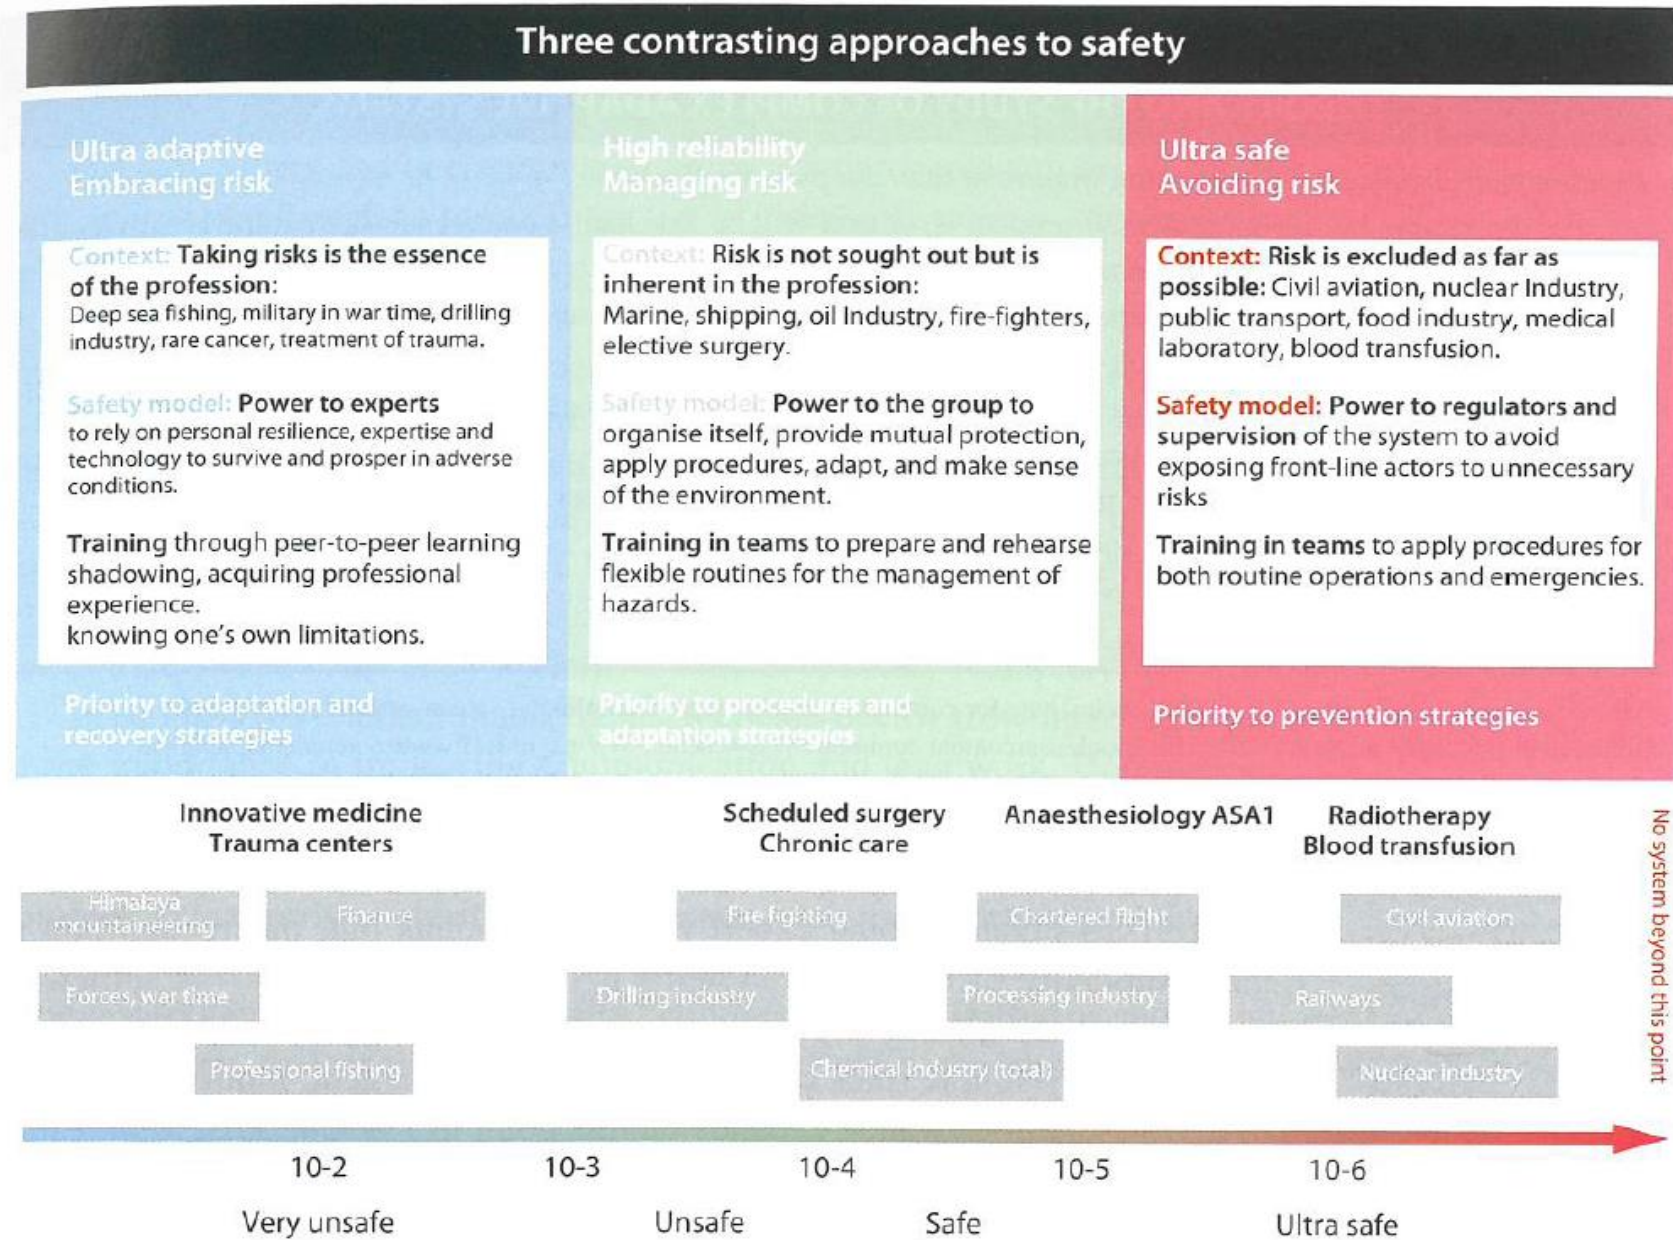 Three contrasting approaches to safety
Ultra adaptive
Embracing risk
Context: Taking risks is the essence
of the profession:
Deep sea fishing, military in war time, drilling
industry, rare cancer, treatment of trauma.
Safety model: Power to experts
to rely on personal resilience, expertise and
technology to survive and prosper in adverse
conditions.
Training through peer-to-peer learning
shadowing, acquiring professional
experience.
knowing one's own limitations.
Priority to adaptation and
recovery strategies
High reliability
Managing risk
Context: Risk is not sought out but is
inherent in the profession:
Marine, shipping, oil Industry, fire-fighters,
elective surgery.
Safety model: Power to the group to
organise itself, provide mutual protection,
apply procedures, adapt, and make sense
of the environment.
Training in teams to prepare and rehearse
flexible routines for the management of
hazards.
Priority to procedures and
adaptation strategies
Ultra safe
Avoiding risk
Context: Risk is excluded as far as
possible: Civil aviation, nuclear Industry,
public transport, food industry, medical
laboratory, blood transfusion.
Safety model: Power to regulators and
supervision of the system to avoid
exposing front-line actors to unnecessary
risks
Training in teams to apply procedures for
both routine operations and emergencies.
Priority to prevention strategies
Innovative medicine
Trauma centers
Scheduled surgery
Chronic care
Anaesthesiology ASA1
Radiotherapy
Blood transfusion
No system beyond this point
Himalaya
mountaineering
Finance
Fire fighting
Chartered flight
Civil aviation
Forces, war time
Drilling industry
Processing industry
Railways
Professional fishing
Chemical Industry (total)
Nuclear industry
10-2
10-3
10-4
10-5
10-6
Very unsafe
Unsafe
Safe
Ultra safe